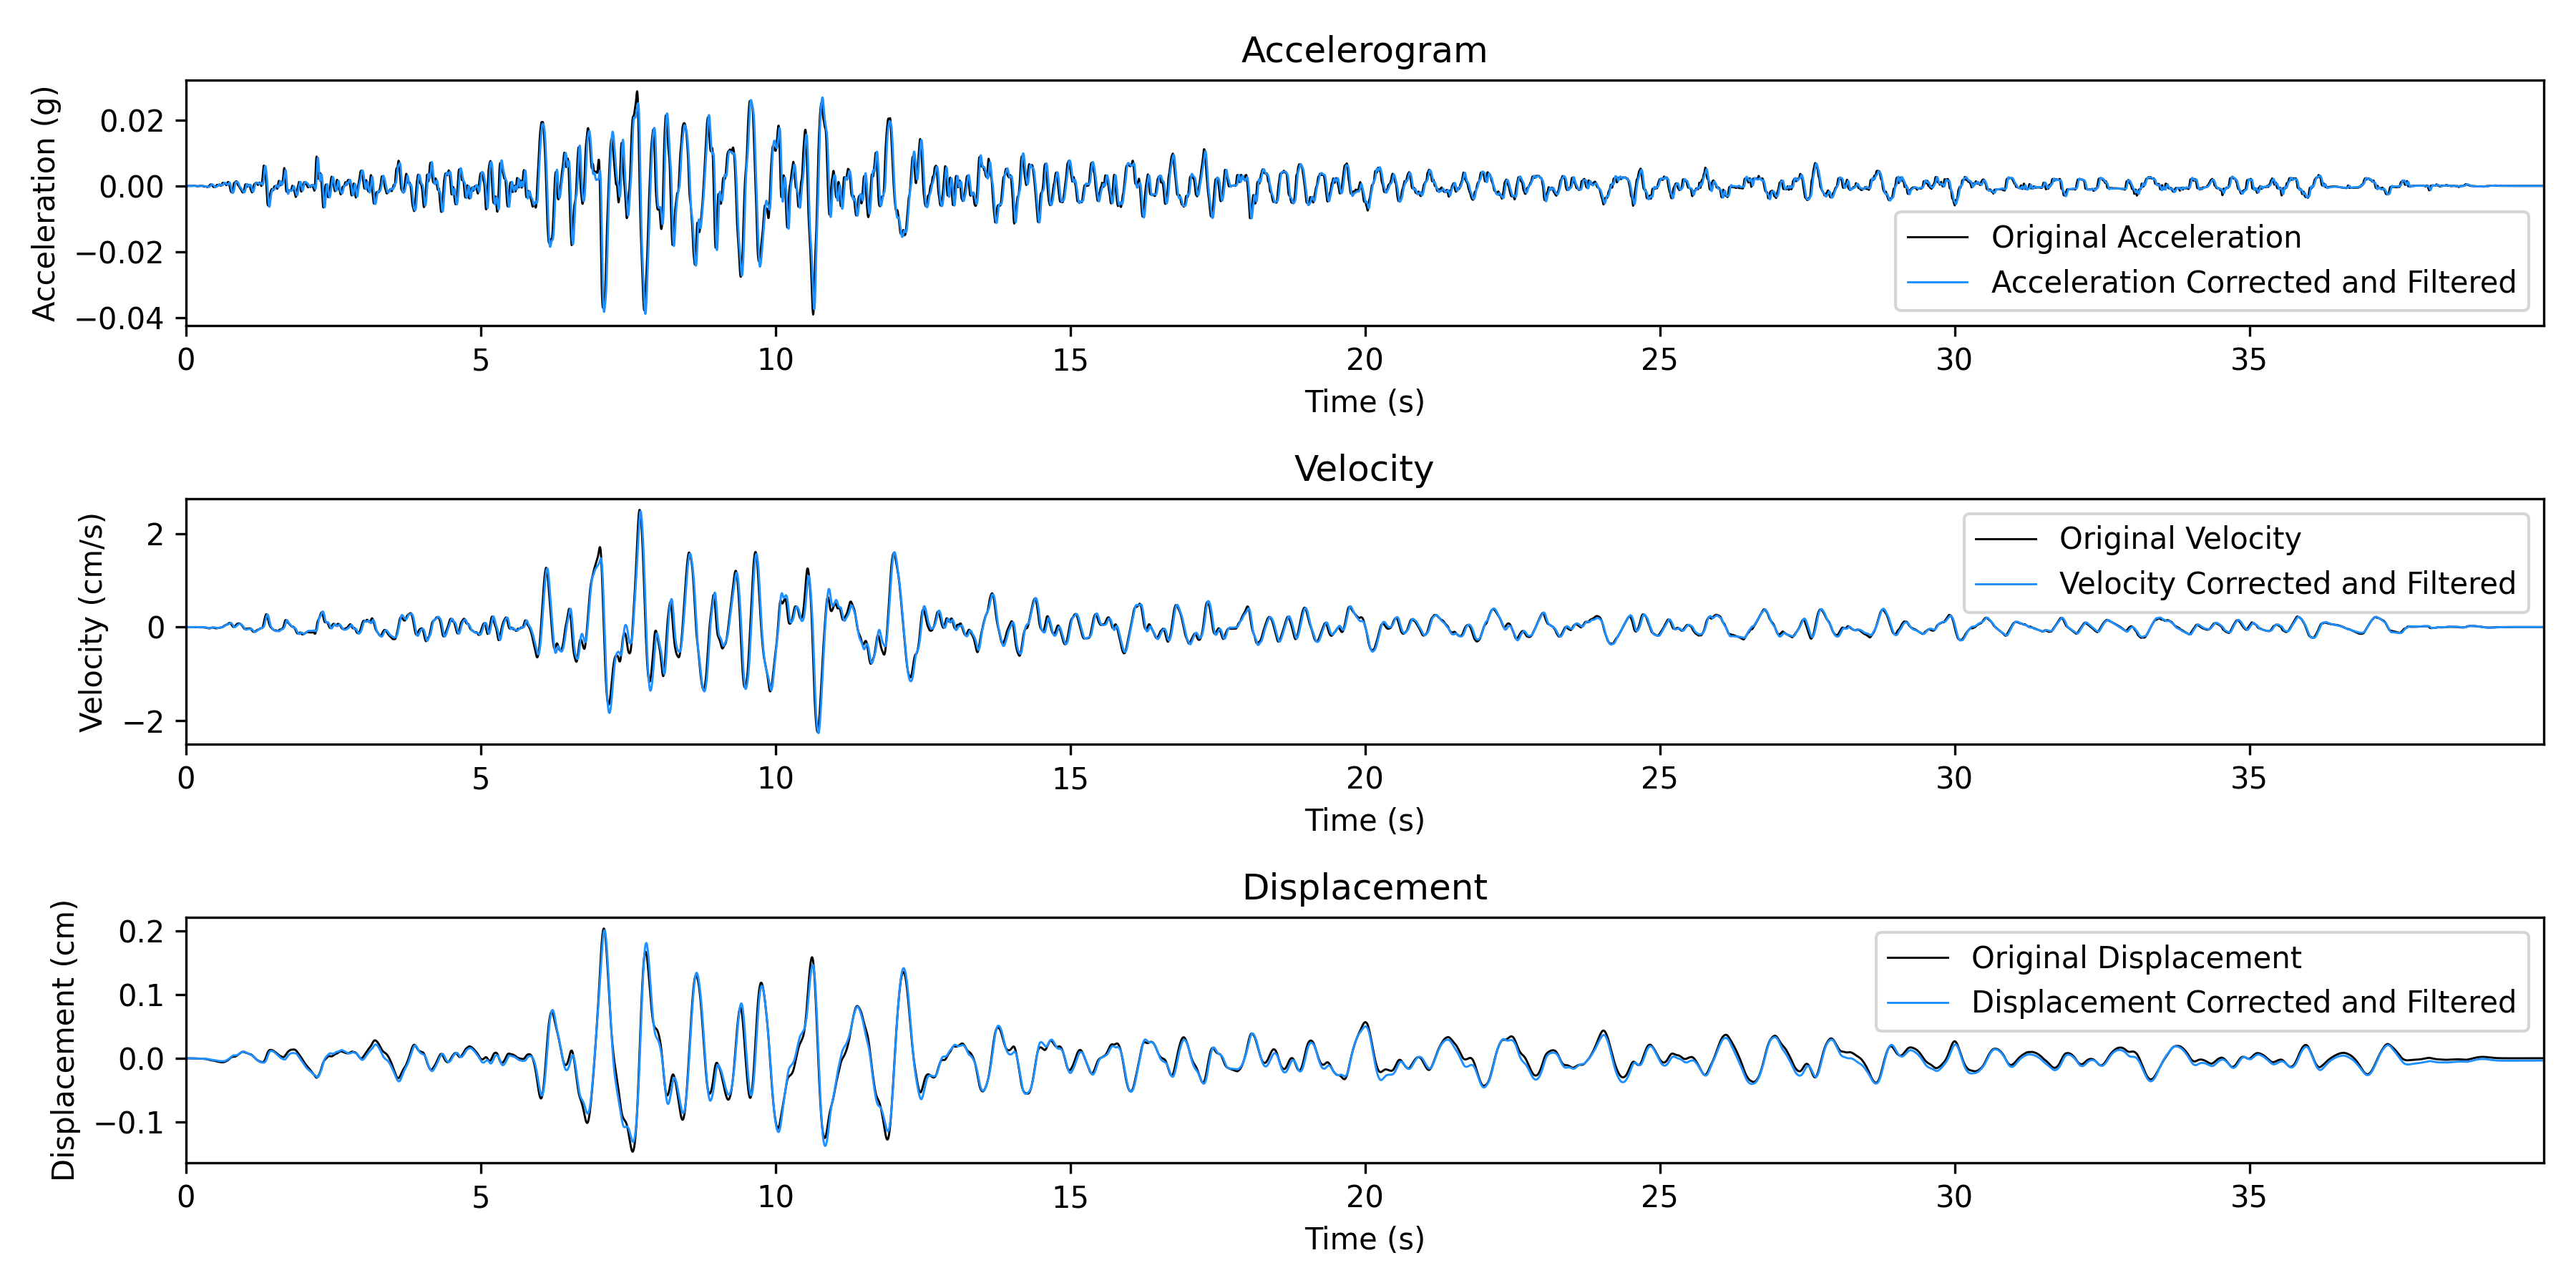 Accelerogram
Acceleration (g)
0.02
0.00
−0.02
−0.04
Original Acceleration
Acceleration Corrected and Filtered
0 5 10 15 20 25 30 35
Time (s)
Velocity
Velocity (cm/s)
2
0
−2
Original Velocity
Velocity Corrected and Filtered
0 5 10 15 20 25 30 35
Time (s)
Displacement
Displacement (cm)
0.2
0.1
0.0
−0.1
Original Displacement
Displacement Corrected and Filtered
0 5 10 15 20 25 30 35
Time (s)